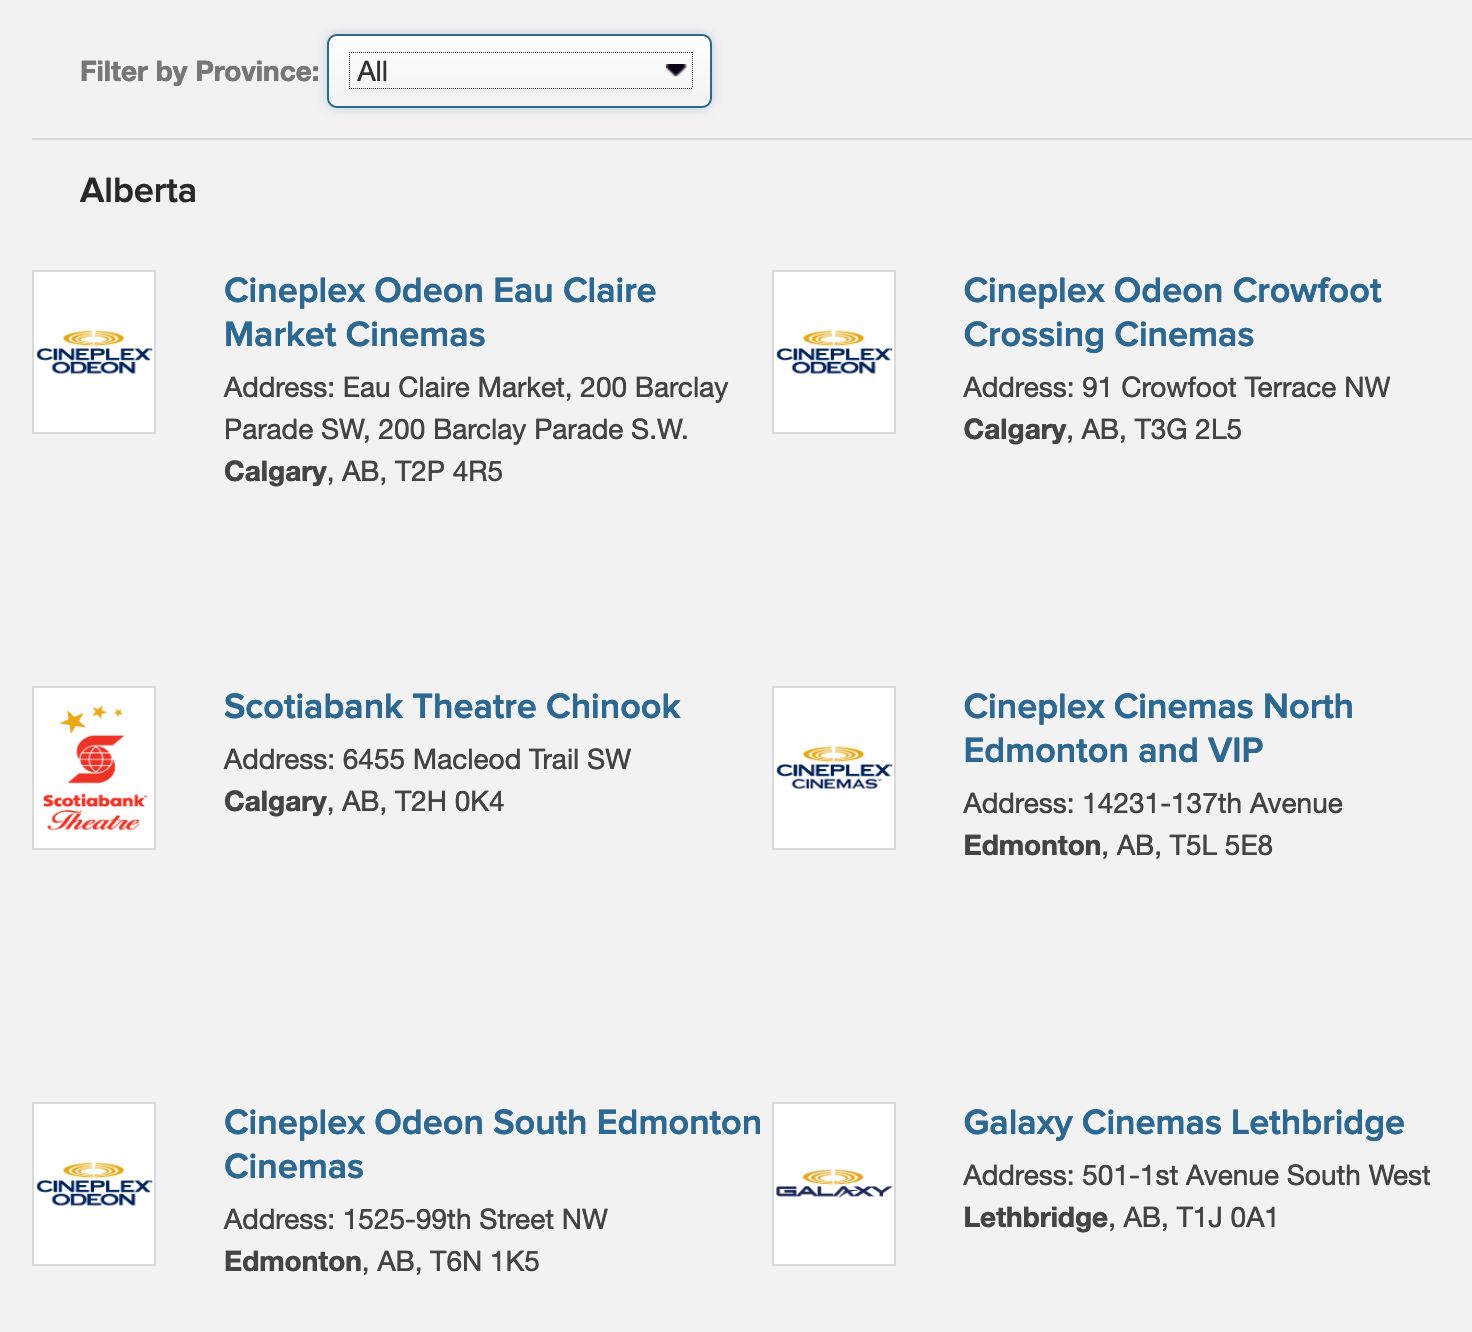 Filter by Province: All
Alberta
CINEPLEX
ODEON
Cineplex Odeon Eau Claire
Market Cinemas
Address: Eau Claire Market, 200 Barclay
Parade SW, 200 Barclay Parade S.W.
Calgary, AB, T2P 4R5
CINEPLEX
ODEON
Cineplex Odeon Crowfoot
Crossing Cinemas
Address: 91 Crowfoot Terrace NW
Calgary, AB, T3G 2L5
Scotiabank
Theatre
Scotiabank Theatre Chinook
Address: 6455 Macleod Trail SW
Calgary, AB, T2H 0K4
CINEPLEX
CINEMAS
Cineplex Cinemas North
Edmonton and VIP
Address: 14231-137th Avenue
Edmonton, AB, T5L 5E8
CINEPLEX
ODEON
Cineplex Odeon South Edmonton
Cinemas
Address: 1525-99th Street NW
Edmonton, AB, T6N 1K5
GALAXY
Galaxy Cinemas Lethbridge
Address: 501-1st Avenue South West
Lethbridge, AB, T1J 0A1